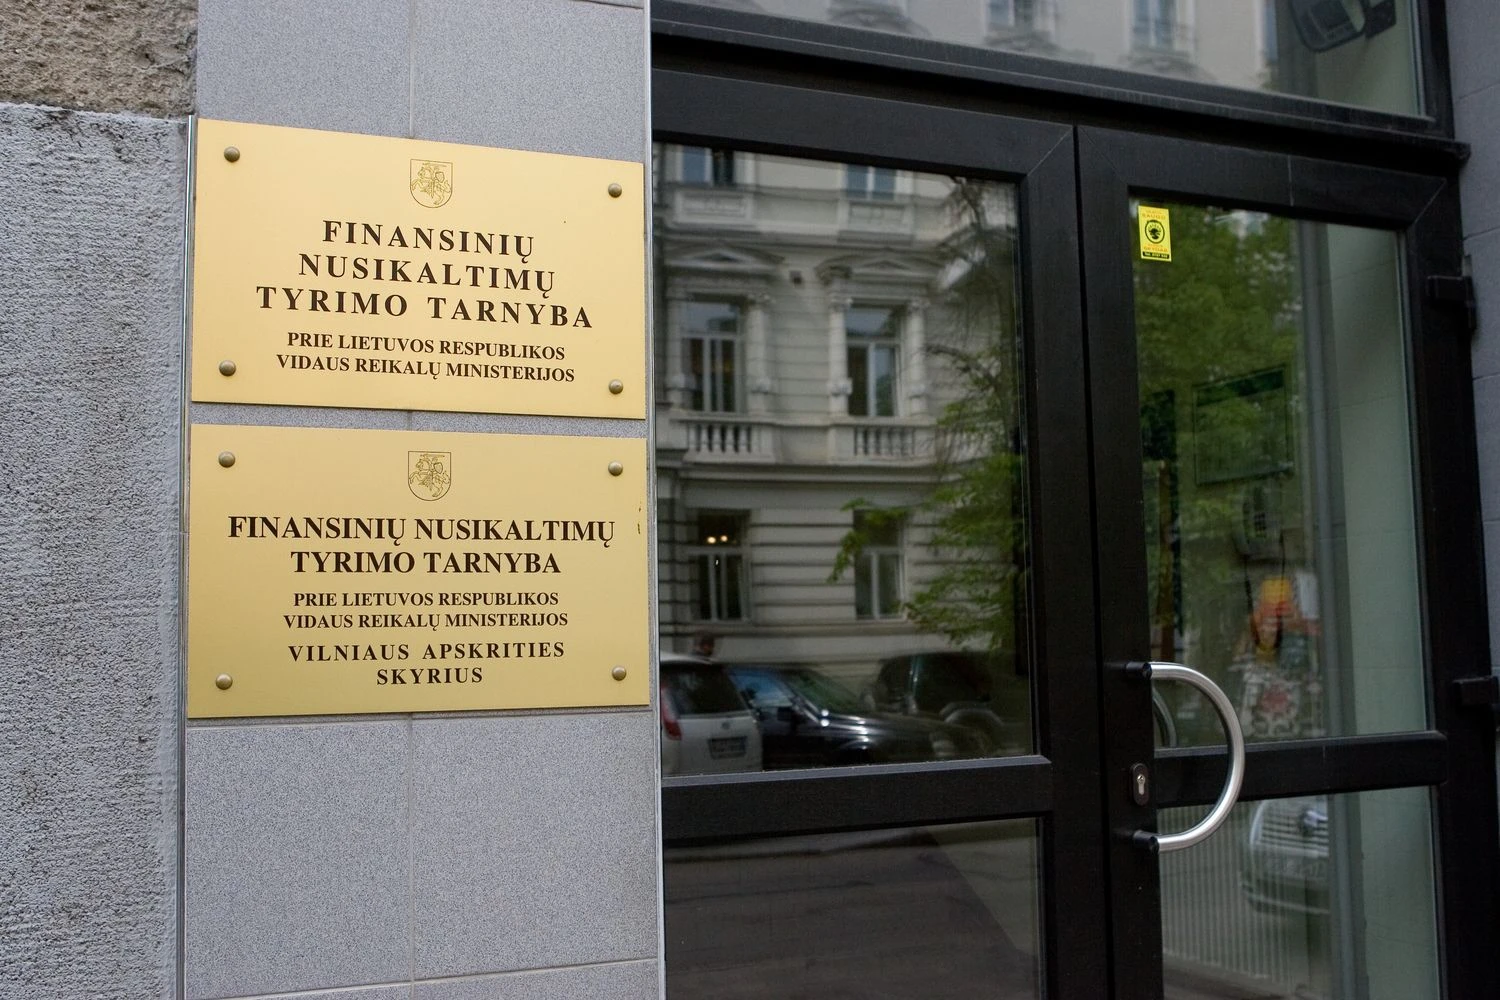 FINANSINIŲ
NUSIKALTIMŲ
TYRIMO TARNYBA
PRIE LIETUVOS RESPUBLIKOS
VIDAUS REIKALŲ MINISTERIJOS
FINANSINIŲ NUSIKALTIMŲ
TYRIMO TARNYBA
PRIE LIETUVOS RESPUBLIKOS
VIDAUS REIKALŲ MINISTERIJOS
VILNIAUS APSKRITIES
SKYRIUS
SAUGO